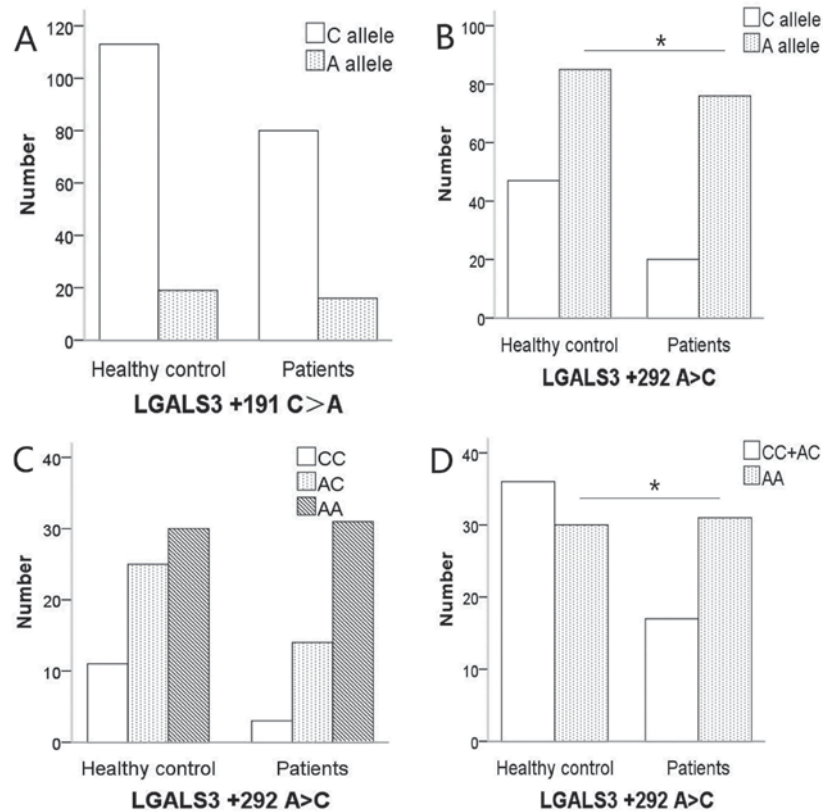 A
C allele
A allele
120
100
80
60
40
20
0
Number
Healthy control
Patients
LGALS3 +191 C>A
B
C allele
A allele
*
100
80
60
40
20
0
Number
Healthy control
Patients
LGALS3 +292 A>C
C
CC
AC
AA
40
30
20
10
0
Number
Healthy control
Patients
LGALS3 +292 A>C
D
CC+AC
AA
*
40
30
20
10
0
Number
Healthy control
Patients
LGALS3 +292 A>C